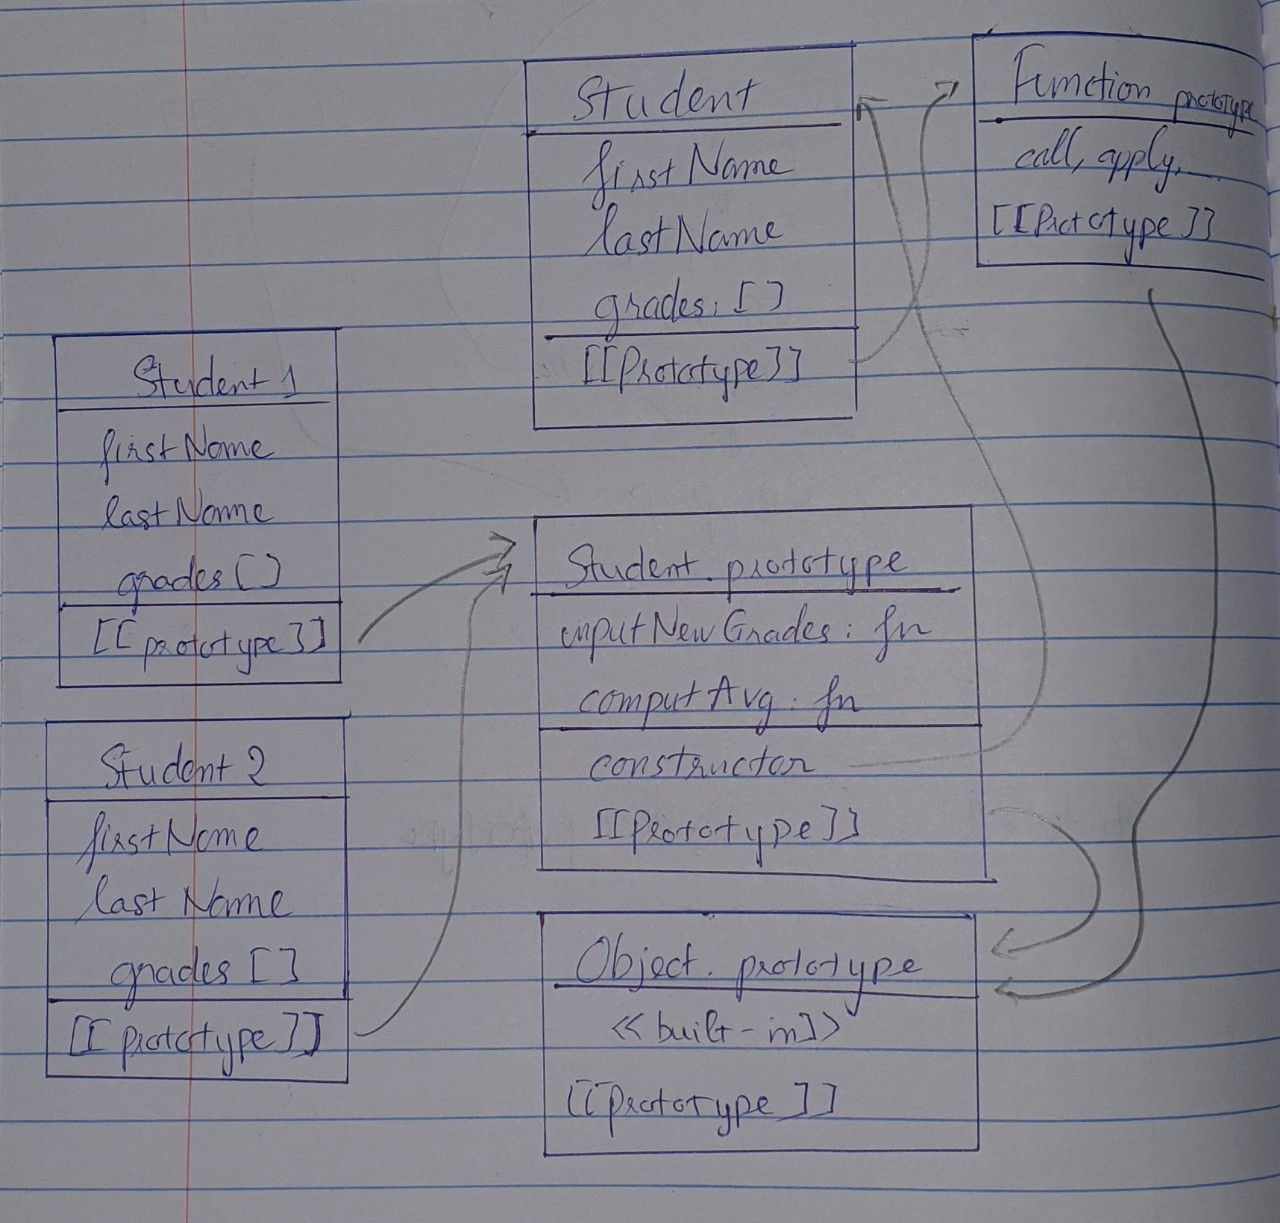 Student
firstName
lastName
grades: []
[[Prototype]]
Function prototype
call, apply,...
[[Prototype]]
Student 1
firstName
lastName
grades []
[[prototype]]
Student.prototype
inputNewGrades: fn
computAvg: fn
constructor
[[Prototype]]
Student 2
firstName
last Name
grades []
[[prototype]]
Object.prototype
<<built-in]>
[[prototype]]